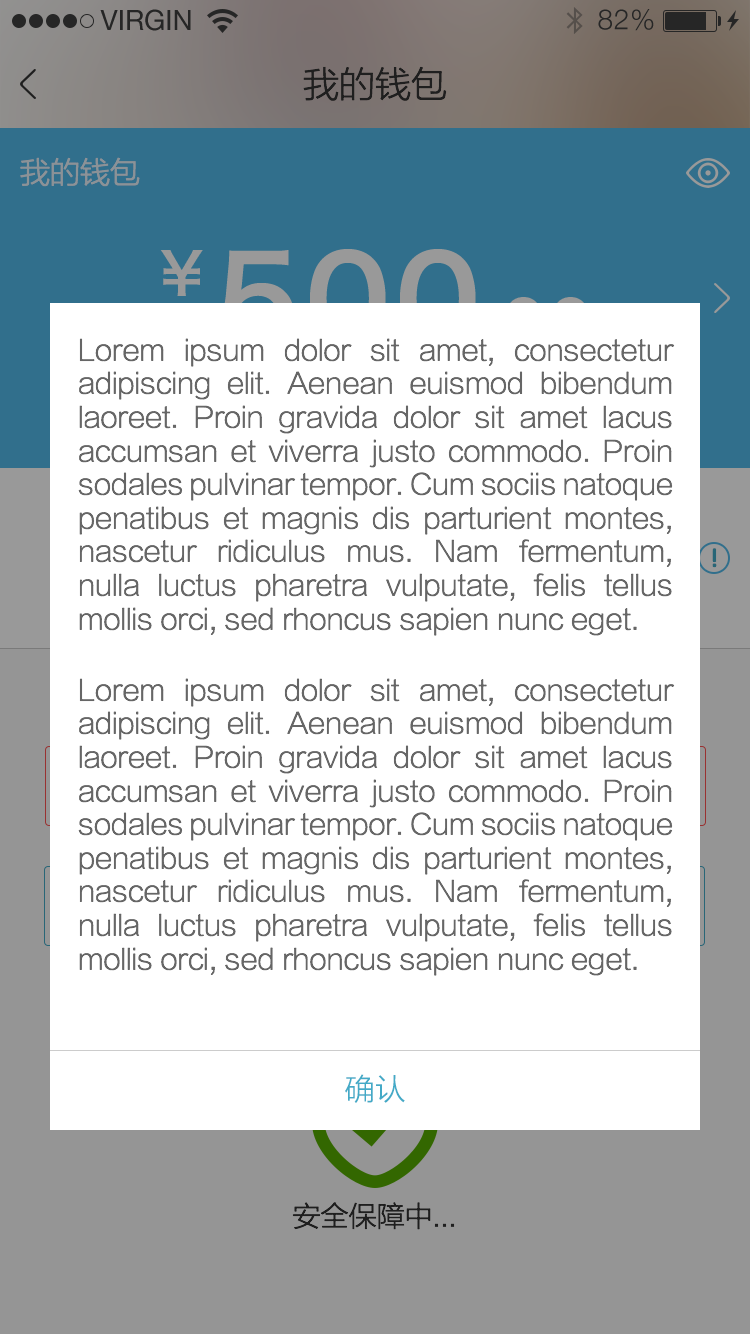 VIRGIN 82%
我的钱包
我的钱包
¥500
Lorem ipsum dolor sit amet, consectetur
adipiscing elit. Aenean euismod bibendum
laoreet. Proin gravida dolor sit amet lacus
accumsan et viverra justo commodo. Proin
sodales pulvinar tempor. Cum sociis natoque
penatibus et magnis dis parturient montes,
nascetur ridiculus mus. Nam fermentum,
nulla luctus pharetra vulputate, felis tellus
mollis orci, sed rhoncus sapien nunc eget.
Lorem ipsum dolor sit amet, consectetur
adipiscing elit. Aenean euismod bibendum
laoreet. Proin gravida dolor sit amet lacus
accumsan et viverra justo commodo. Proin
sodales pulvinar tempor. Cum sociis natoque
penatibus et magnis dis parturient montes,
nascetur ridiculus mus. Nam fermentum,
nulla luctus pharetra vulputate, felis tellus
mollis orci, sed rhoncus sapien nunc eget.
确认
安全保障中...